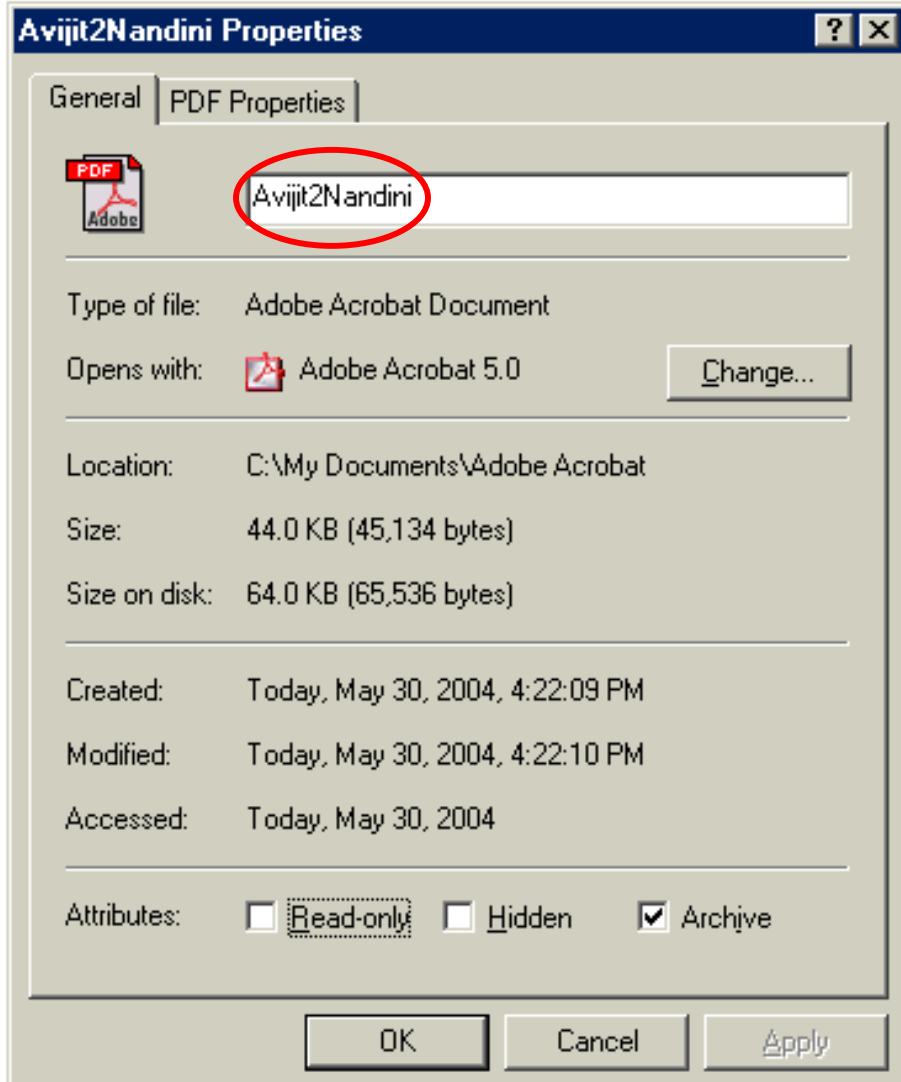 Avijit2Nandini Properties ? X
General PDF Properties
PDF
Adobe
Avijit2Nandini
Type of file: Adobe Acrobat Document
Opens with: Adobe Acrobat 5.0 Change...
Location: C:\My Documents\Adobe Acrobat
Size: 44.0 KB (45,134 bytes)
Size on disk: 64.0 KB (65,536 bytes)
Created: Today, May 30, 2004, 4:22:09 PM
Modified: Today, May 30, 2004, 4:22:10 PM
Accessed: Today, May 30, 2004
Attributes: Read-only Hidden Archive
OK Cancel Apply